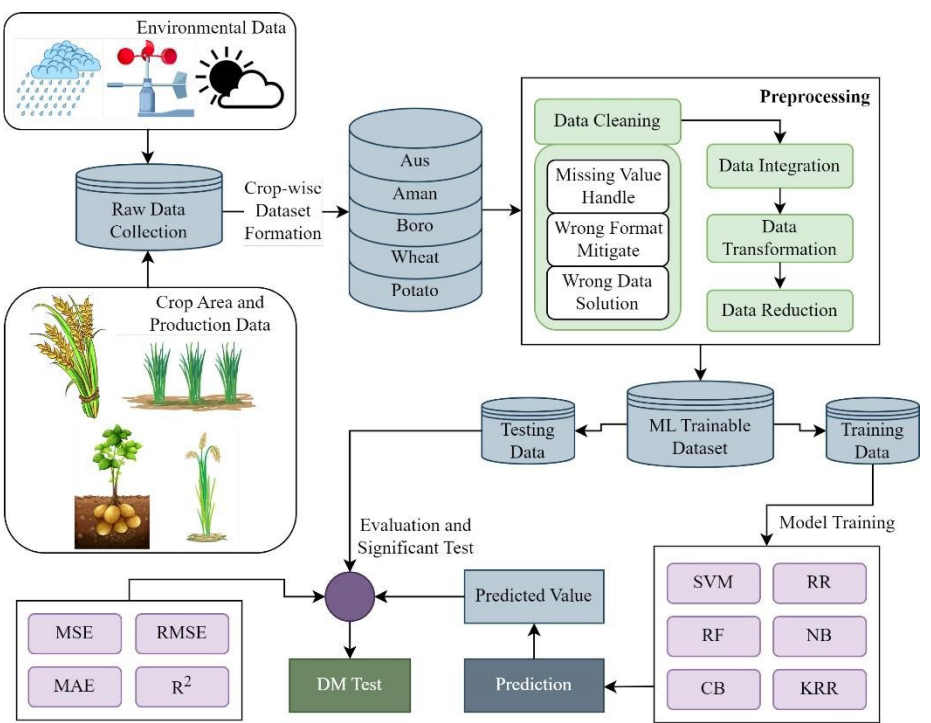 Environmental Data
Raw Data
Collection
Crop-wise
Dataset
Formation
Aus
Aman
Boro
Wheat
Potato
Preprocessing
Data Cleaning
Missing Value
Handle
Wrong Format
Mitigate
Wrong Data
Solution
Data Integration
Data
Transformation
Data Reduction
Crop Area and
Production Data
Testing
Data
ML Trainable
Dataset
Training
Data
Evaluation and
Significant Test
Model Training
MSE
RMSE
MAE
R²
DM Test
Predicted Value
Prediction
SVM
RR
RF
NB
CB
KRR